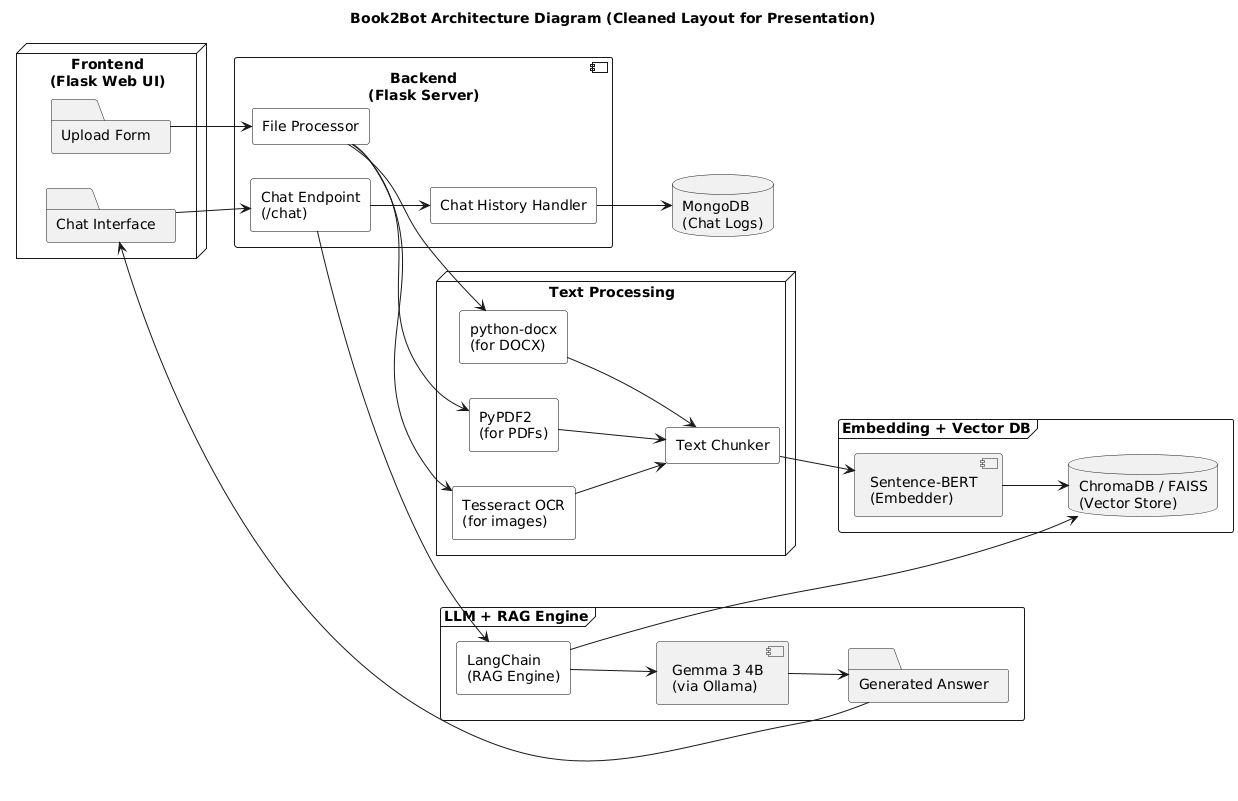 Book2Bot Architecture Diagram (Cleaned Layout for Presentation)
Frontend
(Flask Web UI)
Upload Form
Chat Interface
Backend
(Flask Server)
File Processor
Chat Endpoint
(/chat)
Chat History Handler
MongoDB
(Chat Logs)
Text Processing
python-docx
(for DOCX)
PyPDF2
(for PDFs)
Tesseract OCR
(for images)
Text Chunker
Embedding + Vector DB
Sentence-BERT
(Embedder)
ChromaDB / FAISS
(Vector Store)
LLM + RAG Engine
LangChain
(RAG Engine)
Gemma 3 4B
(via Ollama)
Generated Answer